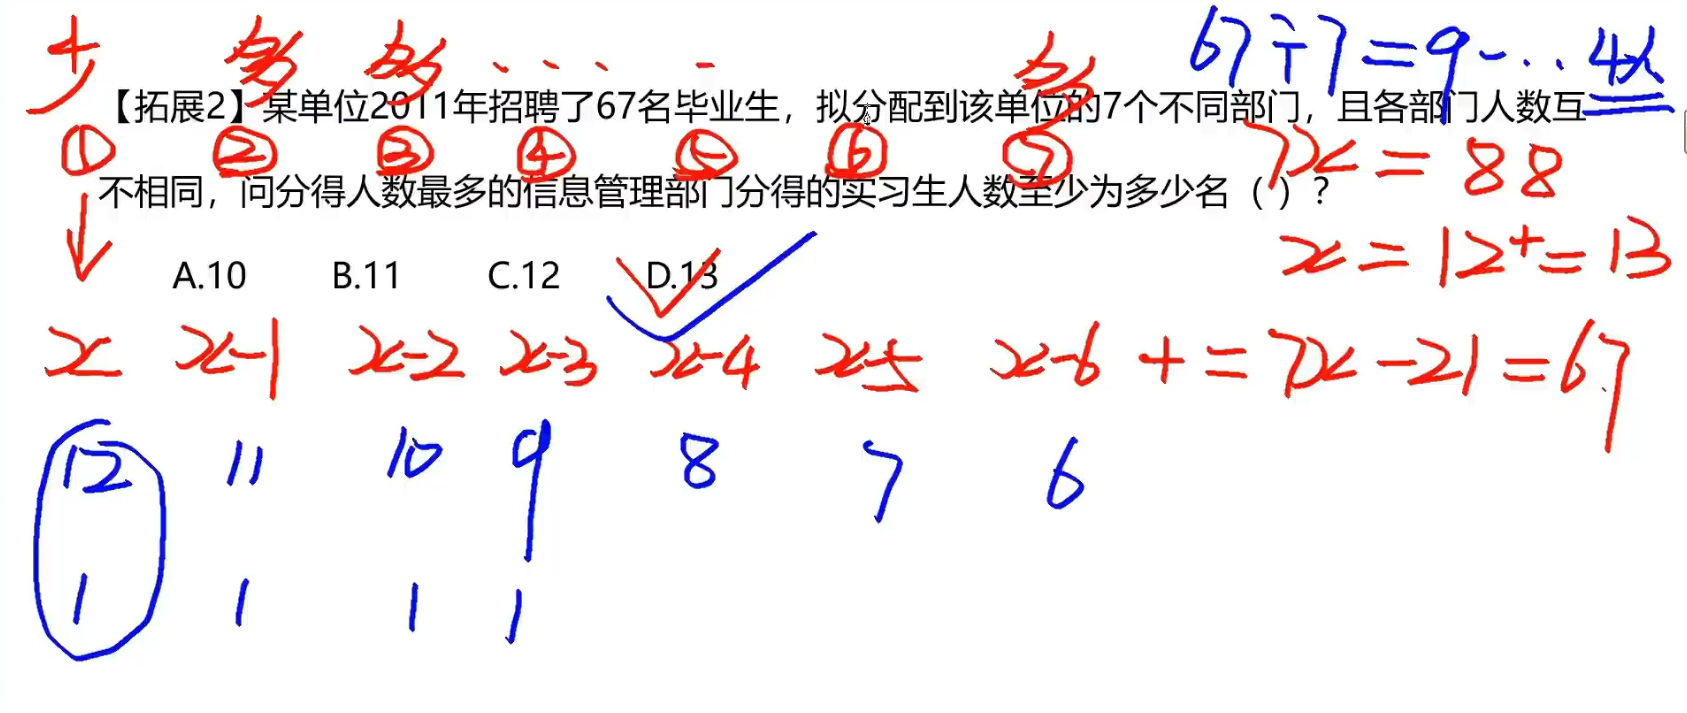 少 多 多 . . . - 多 67÷7=9-...4人
【拓展2】某单位2011年招聘了67名毕业生，拟分配到该单位的7个不同部门，且各部门人数互
① ② ③ ④ ⑤ ⑥ ⑦ 7x=88
不相同，问分得人数最多的信息管理部门分得的实习生人数至少为多少名（ ）？
x=12+=13
A.10 B.11 C.12 D.13
x x-1 x-2 x-3 x-4 x-5 x-6 + = 7x-21=67
12 11 10 9 8 7 6
1 1 1 1